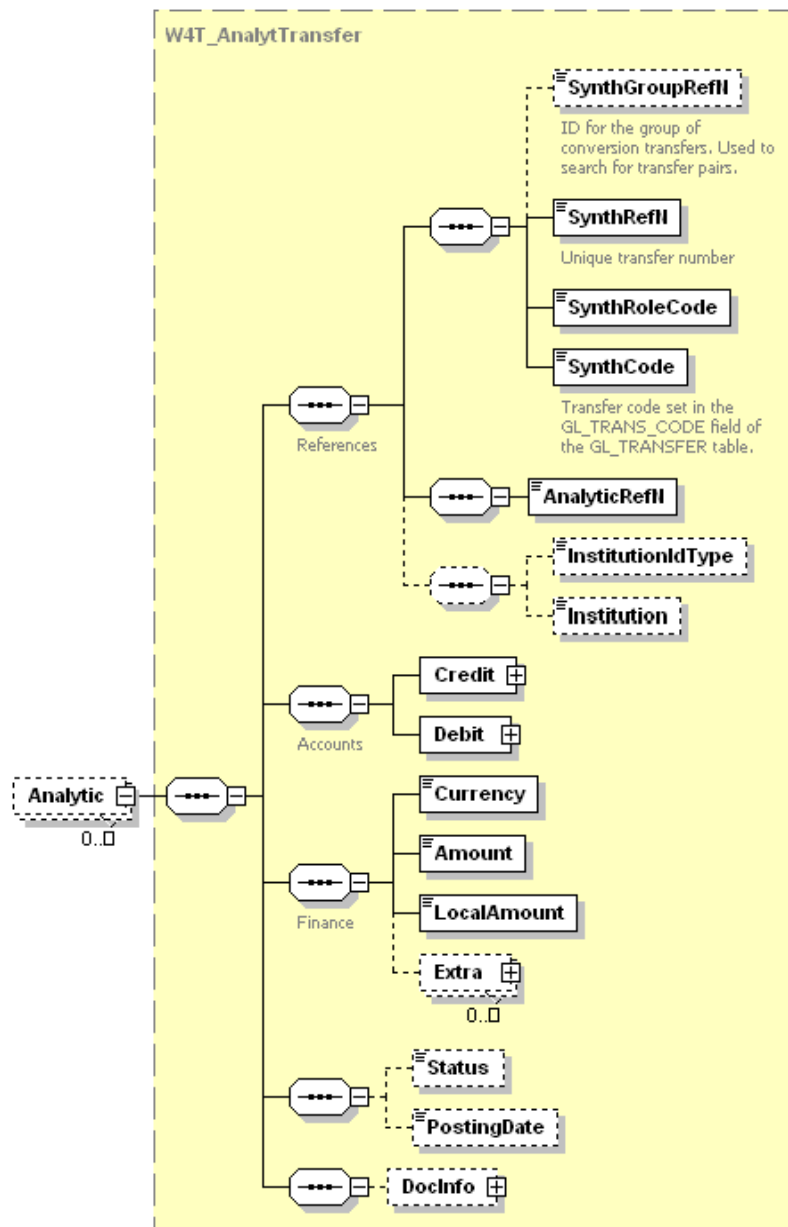 W4T_AnalytTransfer
SynthGroupRefN
ID for the group of
conversion transfers. Used to
search for transfer pairs.
SynthRefN
Unique transfer number
SynthRoleCode
SynthCode
Transfer code set in the
GL_TRANS_CODE field of
the GL_TRANSFER table.
References
AnalyticRefN
InstitutionIdType
Institution
Credit
Debit
Accounts
Analytic
0..
Currency
Amount
LocalAmount
Finance
Extra
0..
Status
PostingDate
DocInfo